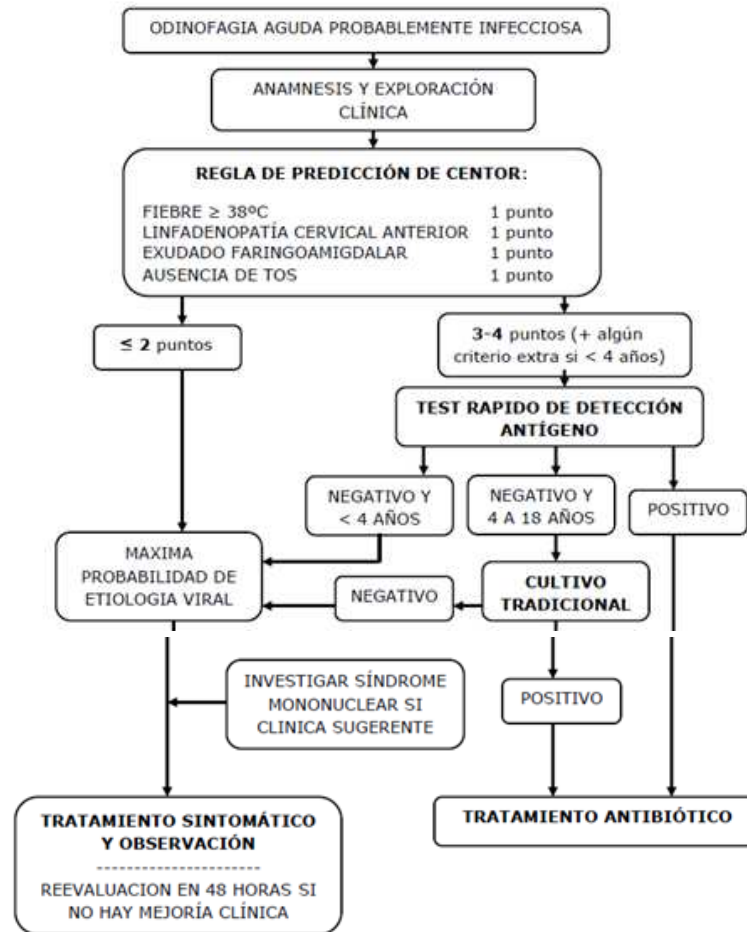 ODINOFAGIA AGUDA PROBABLEMENTE INFECCIOSA
ANAMNESIS Y EXPLORACIÓN
CLÍNICA
REGLA DE PREDICCIÓN DE CENTOR:
FIEBRE ≥ 38ºC 1 punto
LINFADENOPATÍA CERVICAL ANTERIOR 1 punto
EXUDADO FARINGOAMIGDALAR 1 punto
AUSENCIA DE TOS 1 punto
≤ 2 puntos
3-4 puntos (+ algún
criterio extra si < 4 años)
TEST RAPIDO DE DETECCIÓN
ANTÍGENO
NEGATIVO Y
< 4 AÑOS
NEGATIVO Y
4 A 18 AÑOS
POSITIVO
MAXIMA
PROBABILIDAD DE
ETIOLOGIA VIRAL
NEGATIVO
CULTIVO
TRADICIONAL
INVESTIGAR SÍNDROME
MONONUCLEAR SI
CLINICA SUGERENTE
POSITIVO
TRATAMIENTO SINTOMÁTICO
Y OBSERVACIÓN
----------------------
REEVALUACION EN 48 HORAS SI
NO HAY MEJORÍA CLÍNICA
TRATAMIENTO ANTIBIÓTICO